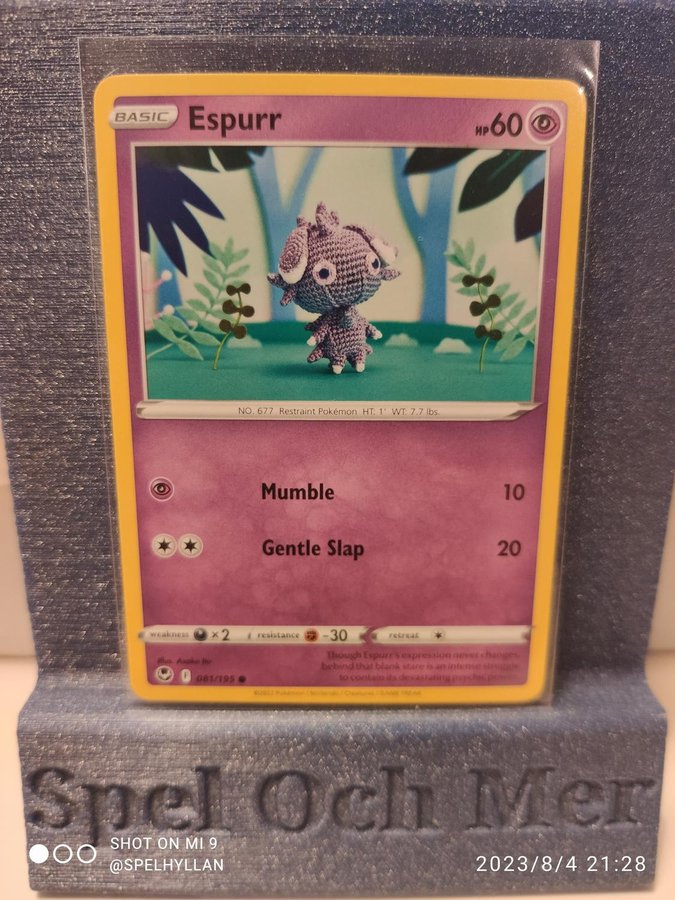 BASIC Espurr HP 60
NO. 677 Restraint Pokémon HT: 1' WT: 7.7 lbs.
Mumble 10
Gentle Slap 20
weakness ×2 resistance -30 retreat
Though Espurr's expression never changes,
Illus. Asako Ito
behind that blank stare is an intense struggle
to contain its devastating psychic power.
081/195
©2022 Pokémon / Nintendo / Creatures / GAME FREAK
Spel Och Mer
SHOT ON MI 9
@SPELHYLLAN
2023/8/4 21:28